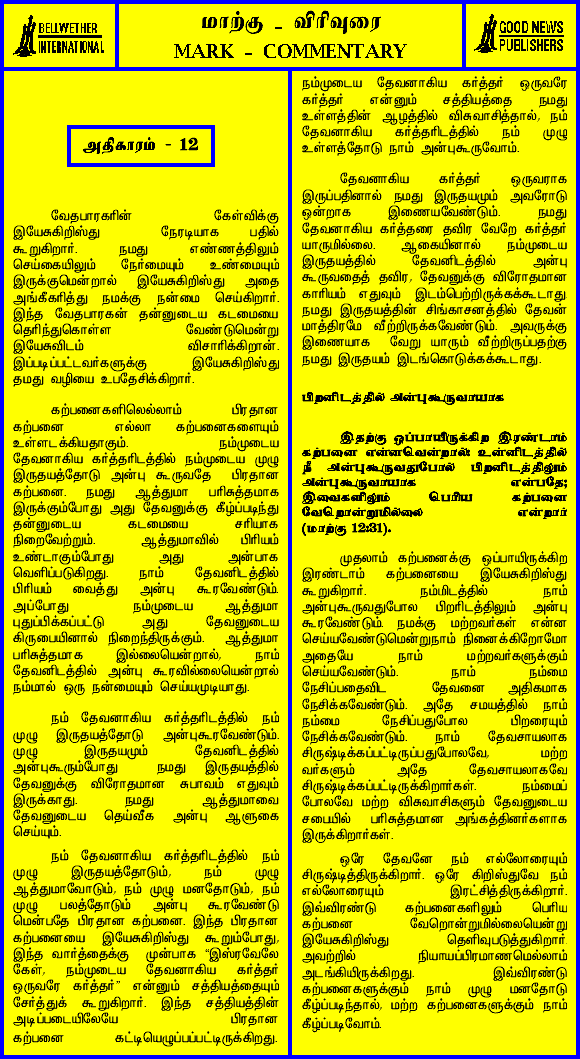 BELLWETHER
INTERNATIONAL
மாற்கு - விரிவுரை
MARK - COMMENTARY
GOOD NEWS
PUBLISHERS
அதிகாரம் - 12
வேதபாரகரின் கேள்விக்கு
இயேசுகிறிஸ்து நேரடியாக பதில்
கூறுகிறார். நமது எண்ணத்திலும்
செய்கையிலும் நேர்மையும் உண்மையும்
இருக்குமென்றால் இயேசுகிறிஸ்து அதை
அங்கீகரித்து நமக்கு நன்மை செய்கிறார்.
இந்த வேதபாரகன் தன்னுடைய கடமையை
தெரிந்துகொள்ள வேண்டுமென்று
இயேசுவிடம் விசாரிக்கிறான்.
இப்படிப்பட்டவர்களுக்கு இயேசுகிறிஸ்து
தமது வழியை உபதேசிக்கிறார்.
கற்பனைகளிலெல்லாம் பிரதான
கற்பனை எல்லா கற்பனைகளையும்
உள்ளடக்கியதாகும். நம்முடைய
தேவனாகிய கர்த்தரிடத்தில் நம்முடைய முழு
இருதயத்தோடு அன்பு கூருவதே பிரதான
கற்பனை. நமது ஆத்துமா பரிசுத்தமாக
இருக்கும்போது அது தேவனுக்கு கீழ்ப்படிந்து
தன்னுடைய கடமையை சரியாக
நிறைவேற்றும். ஆத்துமாவில் பிரியம்
உண்டாகும்போது அது அன்பாக
வெளிப்படுகிறது. நாம் தேவனிடத்தில்
பிரியம் வைத்து அன்பு கூரவேண்டும்.
அப்போது நம்முடைய ஆத்துமா
புதுப்பிக்கப்பட்டு அது தேவனுடைய
கிருபையினால் நிறைந்திருக்கும். ஆத்துமா
பரிசுத்தமாக இல்லையென்றால், நாம்
தேவனிடத்தில் அன்பு கூரவில்லையென்றால்
நம்மால் ஒரு நன்மையும் செய்யமுடியாது.
நம் தேவனாகிய கர்த்தரிடத்தில் நம்
முழு இருதயத்தோடு அன்புகூரவேண்டும்.
முழு இருதயமும் தேவனிடத்தில்
அன்புகூரும்போது நமது இருதயத்தில்
தேவனுக்கு விரோதமான சுபாவம் எதுவும்
இருக்காது. நமது ஆத்துமாவை
தேவனுடைய தெய்வீக அன்பு ஆளுகை
செய்யும்.
நம் தேவனாகிய கர்த்தரிடத்தில் நம்
முழு இருதயத்தோடும், நம் முழு
ஆத்துமாவோடும், நம் முழு மனதோடும், நம்
முழு பலத்தோடும் அன்பு கூரவேண்டு
மென்பதே பிரதான கற்பனை. இந்த பிரதான
கற்பனையை இயேசுகிறிஸ்து கூறும்போது,
இந்த வார்த்தைக்கு முன்பாக "இஸ்ரவேலே
கேள், நம்முடைய தேவனாகிய கர்த்தர்
ஒருவரே கர்த்தர்" என்னும் சத்தியத்தையும்
சேர்த்துக் கூறுகிறார். இந்த சத்தியத்தின்
அடிப்படையிலேயே பிரதான
கற்பனை கட்டியெழுப்பப்பட்டிருக்கிறது.
நம்முடைய தேவனாகிய கர்த்தர் ஒருவரே
கர்த்தர் என்னும் சத்தியத்தை நமது
உள்ளத்தின் ஆழத்தில் விசுவாசித்தால், நம்
தேவனாகிய கர்த்தரிடத்தில் நம் முழு
உள்ளத்தோடு நாம் அன்புகூருவோம்.
தேவனாகிய கர்த்தர் ஒருவராக
இருப்பதினால் நமது இருதயமும் அவரோடு
ஒன்றாக இணையவேண்டும். நமது
தேவனாகிய கர்த்தரை தவிர வேறே கர்த்தர்
யாருமில்லை. ஆகையினால் நம்முடைய
இருதயத்தில் தேவனிடத்தில் அன்பு
கூருவதைத் தவிர, தேவனுக்கு விரோதமான
காரியம் எதுவும் இடம்பெற்றிருக்கக்கூடாது
நமது இருதயத்தின் சிங்காசனத்தில் தேவன்
மாத்திரமே வீற்றிருக்கவேண்டும். அவருக்கு
இணையாக வேறு யாரும் வீற்றிருப்பதற்கு
நமது இருதயம் இடங்கொடுக்கக்கூடாது.
பிறனிடத்தில் அன்புகூருவாயாக
இதற்கு ஒப்பாயிருக்கிற இரண்டாம்
கற்பனை என்னவென்றால்: உன்னிடத்தில்
நீ அன்புகூருவதுபோல் பிறனிடத்திலும்
அன்புகூருவாயாக என்பதே;
இவைகளிலும் பெரிய கற்பனை
வேறொன்றுமில்லை என்றார்
(மாற்கு 12:31).
முதலாம் கற்பனைக்கு ஒப்பாயிருக்கிற
இரண்டாம் கற்பனையை இயேசுகிறிஸ்து
கூறுகிறார். நம்மிடத்தில் நாம்
அன்புகூருவதுபோல பிறரிடத்திலும் அன்பு
கூரவேண்டும். நமக்கு மற்றவர்கள் என்ன
செய்யவேண்டுமென்றுநாம் நினைக்கிறோமோ
அதையே நாம் மற்றவர்களுக்கும்
செய்யவேண்டும். நாம் நம்மை
நேசிப்பதைவிட தேவனை அதிகமாக
நேசிக்கவேண்டும். அதே சமயத்தில் நாம்
நம்மை நேசிப்பதுபோல பிறரையும்
நேசிக்கவேண்டும். நாம் தேவசாயலாக
சிருஷ்டிக்கப்பட்டிருப்பதுபோலவே, மற்ற
வர்களும் அதே தேவசாயலாகவே
சிருஷ்டிக்கப்பட்டிருக்கிறார்கள். நம்மைப்
போலவே மற்ற விசுவாசிகளும் தேவனுடைய
சபையில் பரிசுத்தமான அங்கத்தினர்களாக
இருக்கிறார்கள்.
ஒரே தேவனே நம் எல்லோரையும்
சிருஷ்டித்திருக்கிறார். ஒரே கிறிஸ்துவே நம்
எல்லோரையும் இரட்சித்திருக்கிறார்.
இவ்விரண்டு கற்பனைகளிலும் பெரிய
கற்பனை வேறொன்றுமில்லையென்று
இயேசுகிறிஸ்து தெளிவுபடுத்துகிறார்.
அவற்றில் நியாயப்பிரமாணமெல்லாம்
அடங்கியிருக்கிறது. இவ்விரண்டு
கற்பனைகளுக்கும் நாம் முழு மனதோடு
கீழ்ப்படிந்தால், மற்ற கற்பனைகளுக்கும் நாம்
கீழ்ப்படிவோம்.